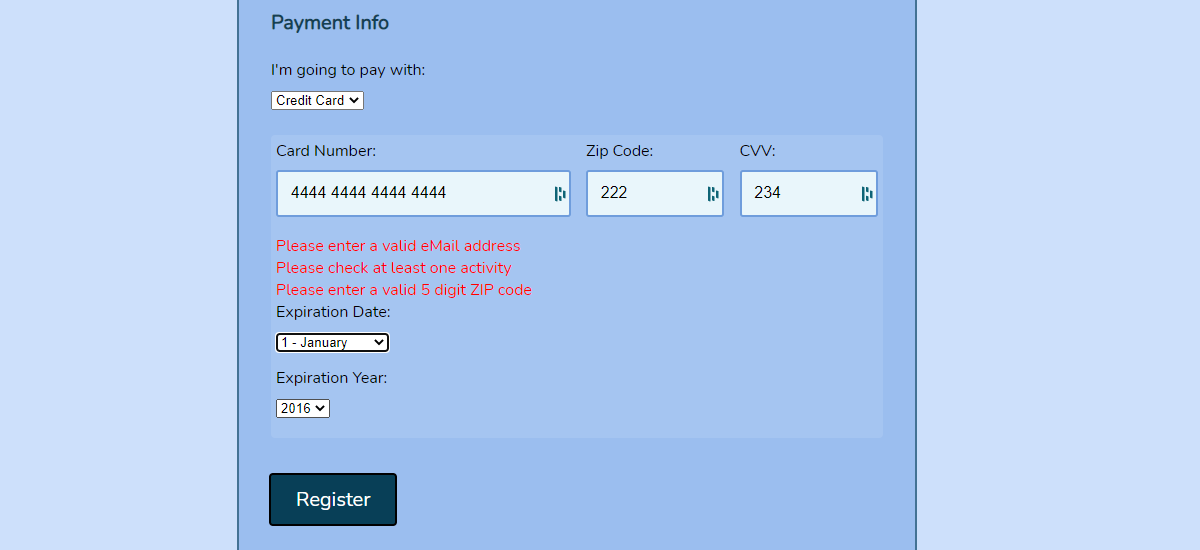 Payment Info
I'm going to pay with:
Credit Card
Card Number: Zip Code: CVV:
4444 4444 4444 4444 222 234
Please enter a valid eMail address
Please check at least one activity
Please enter a valid 5 digit ZIP code
Expiration Date:
1 - January
Expiration Year:
2016
Register